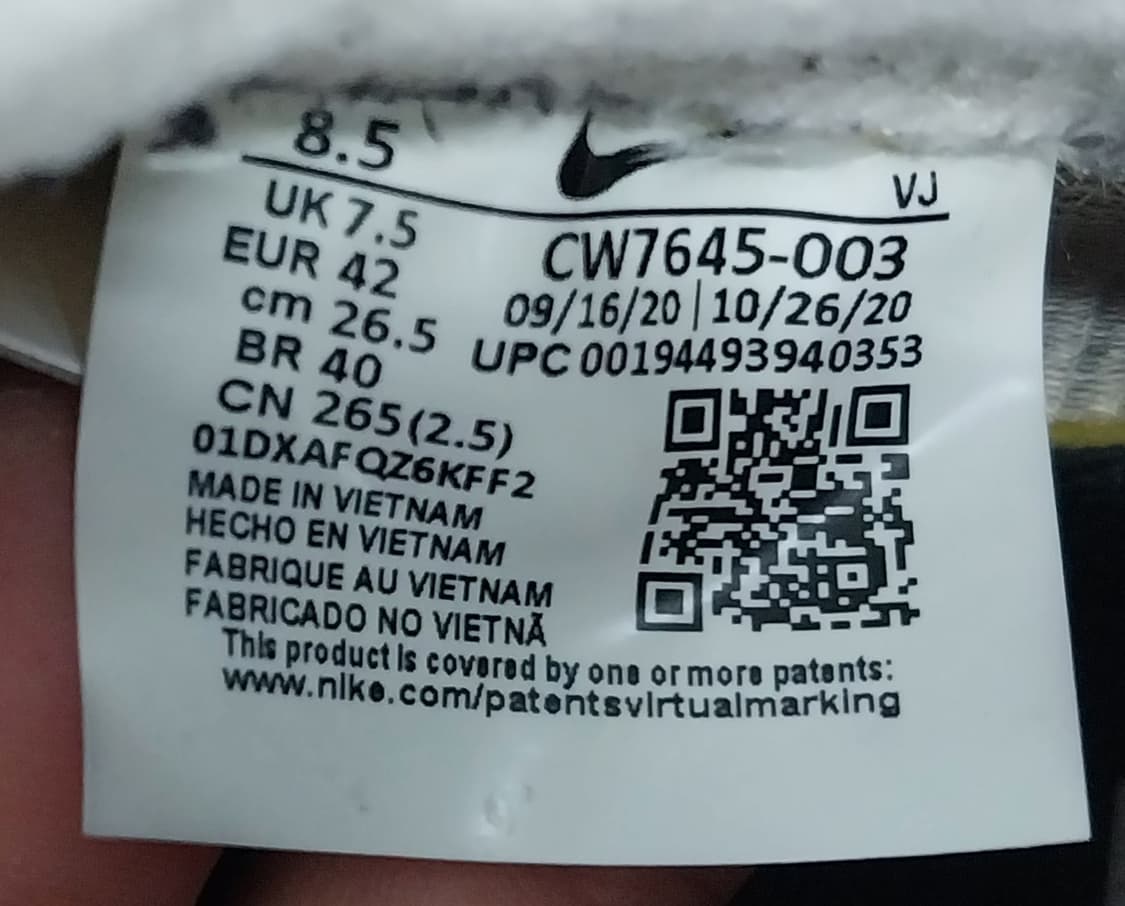 8.5
VJ
UK 7.5
EUR 42
cm 26.5
BR 40
CN 265(2.5)
01DXAFQZ6KFF2
MADE IN VIETNAM
HECHO EN VIETNAM
FABRIQUE AU VIETNAM
FABRICADO NO VIETNÃ
CW7645-003
09/16/20 | 10/26/20
UPC 00194493940353
This product is covered by one or more patents:
www.nike.com/patentsvirtualmarking